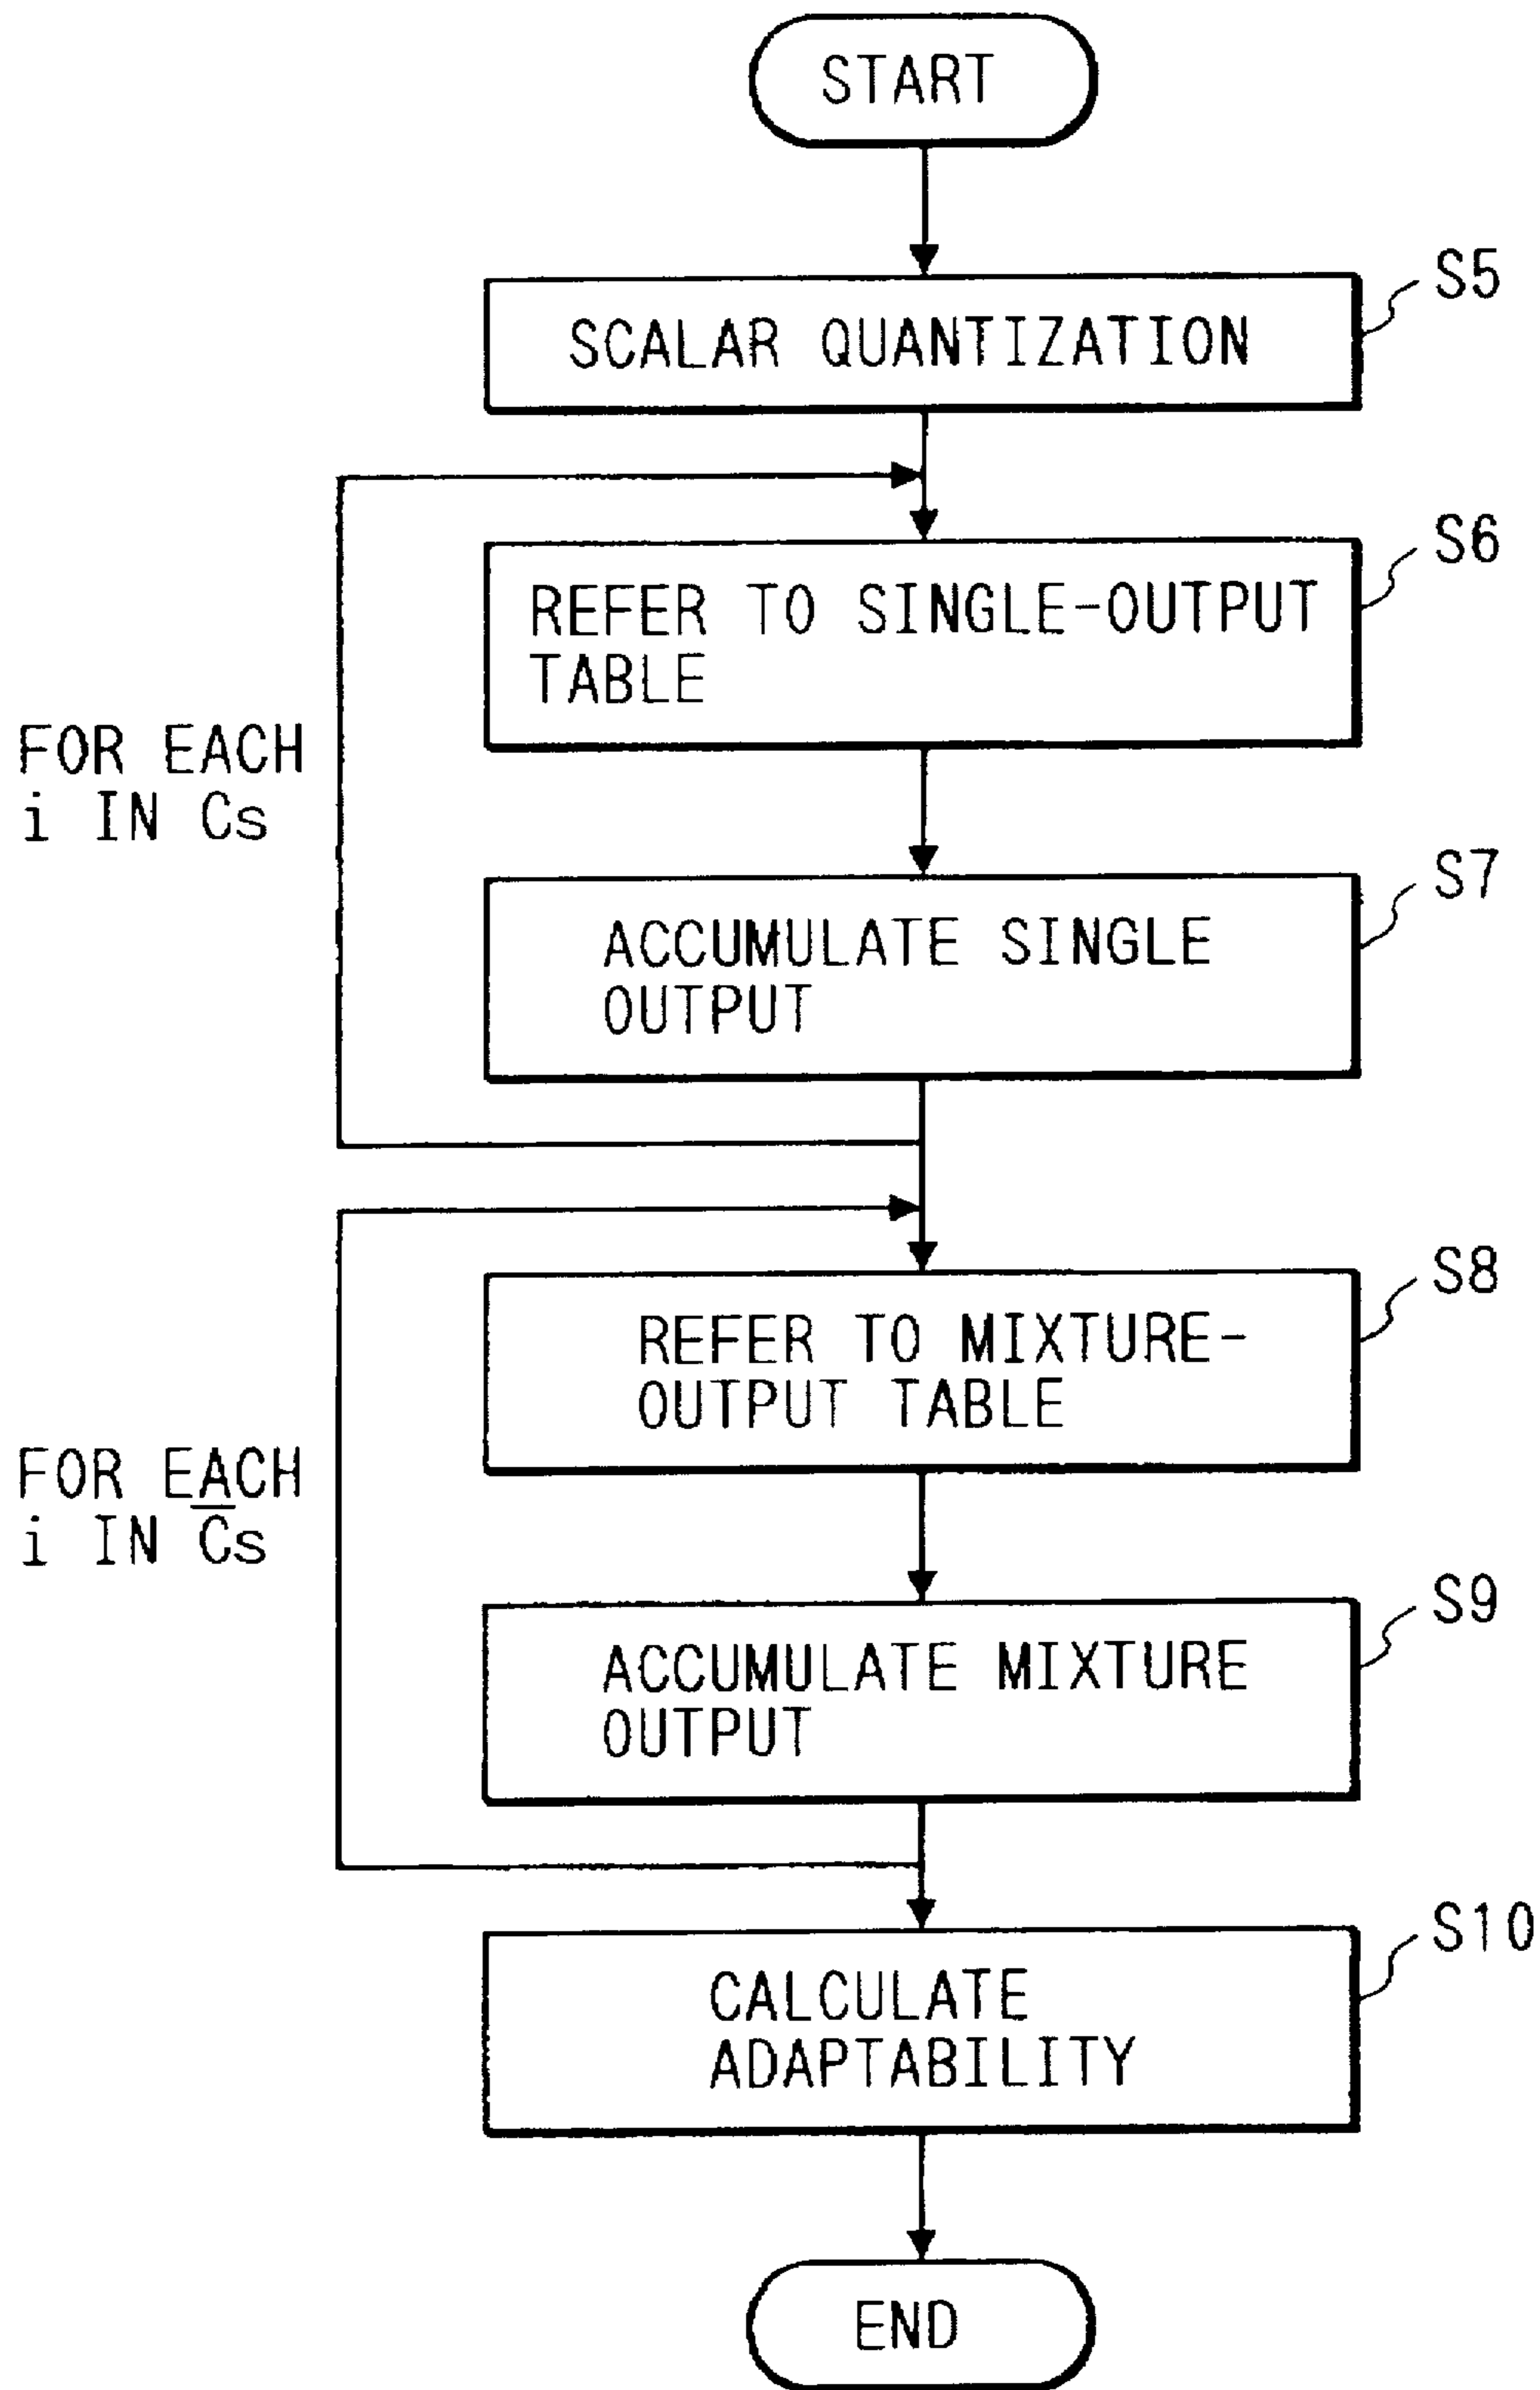 START
S5
SCALAR QUANTIZATION
S6
REFER TO SINGLE-OUTPUT
TABLE
FOR EACH
i IN Cs
S7
ACCUMULATE SINGLE
OUTPUT
S8
REFER TO MIXTURE-
OUTPUT TABLE
FOR EACH
i IN C̅s
S9
ACCUMULATE MIXTURE
OUTPUT
S10
CALCULATE
ADAPTABILITY
END